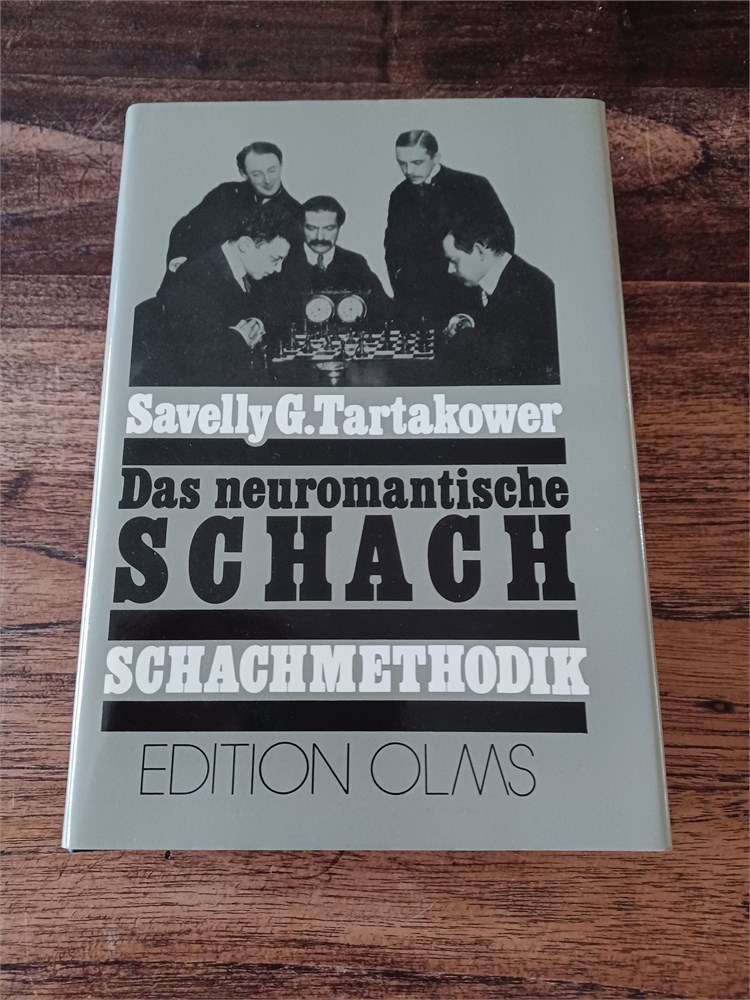 Savelly G. Tartakower
Das neuromantische
SCHACH
SCHACHMETHODIK
EDITION OLMS